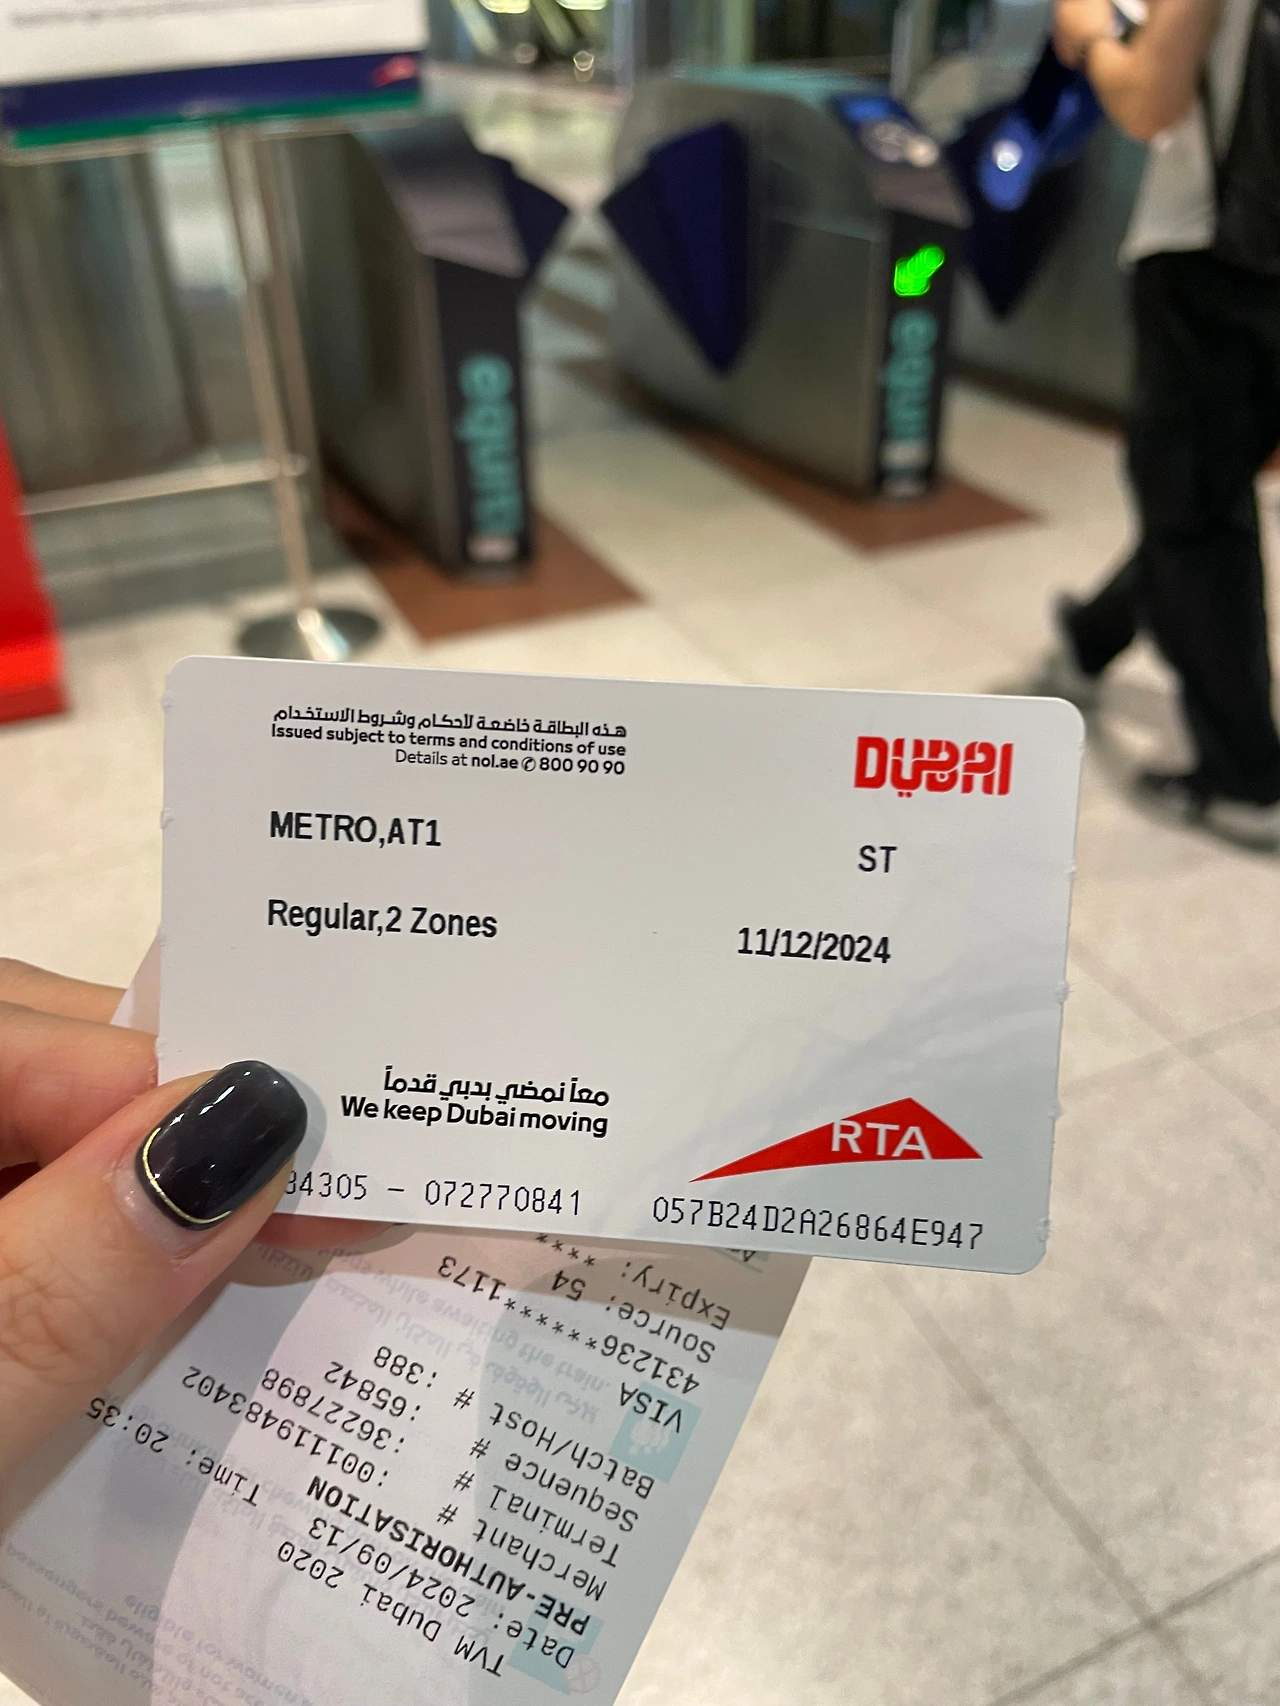 هذه البطاقة خاضعة لأحكام وشروط الاستخدام
Issued subject to terms and conditions of use
Details at nol.ae ✆ 800 90 90
DUBAI
METRO,AT1
ST
Regular,2 Zones
11/12/2024
معاً نمضي بدبي قدماً
We keep Dubai moving
RTA
34305 - 072770841
057B24D2A26864E947
TVM Dubai 2020
Date: 2024/09/13 Time: 20:35
PRE-AUTHORISATION
Merchant # :001119483402
Terminal # :36227898
Sequence # :65842
Batch/Host # :388
VISA
431236******1173
Source: 54
Expiry: ****